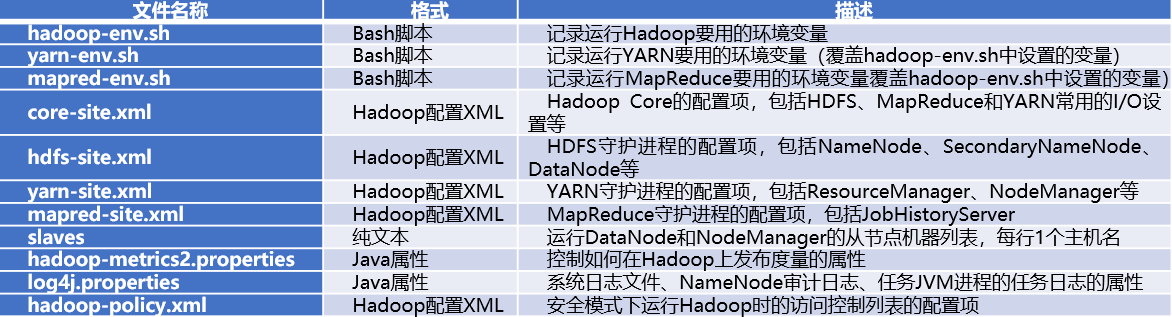 文件名称 格式 描述
hadoop-env.sh Bash脚本 记录运行Hadoop要用的环境变量
yarn-env.sh Bash脚本 记录运行YARN要用的环境变量（覆盖hadoop-env.sh中设置的变量）
mapred-env.sh Bash脚本 记录运行MapReduce要用的环境变量覆盖hadoop-env.sh中设置的变量）
core-site.xml Hadoop配置XML Hadoop Core的配置项，包括HDFS、MapReduce和YARN常用的I/O设
置等
hdfs-site.xml Hadoop配置XML HDFS守护进程的配置项，包括NameNode、SecondaryNameNode、
DataNode等
yarn-site.xml Hadoop配置XML YARN守护进程的配置项，包括ResourceManager、NodeManager等
mapred-site.xml Hadoop配置XML MapReduce守护进程的配置项，包括JobHistoryServer
slaves 纯文本 运行DataNode和NodeManager的从节点机器列表，每行1个主机名
hadoop-metrics2.properties Java属性 控制如何在Hadoop上发布度量的属性
log4j.properties Java属性 系统日志文件、NameNode审计日志、任务JVM进程的任务日志的属性
hadoop-policy.xml Hadoop配置XML 安全模式下运行Hadoop时的访问控制列表的配置项